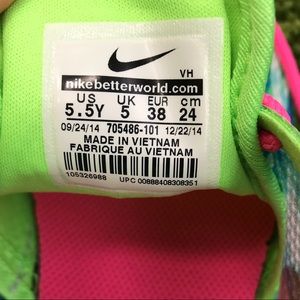 VH
nikebetterworld.com
US UK EUR cm
5.5Y 5 38 24
09/24/14 705486-101 12/22/14
MADE IN VIETNAM
FABRIQUE AU VIETNAM
105326988 UPC 00888408308351